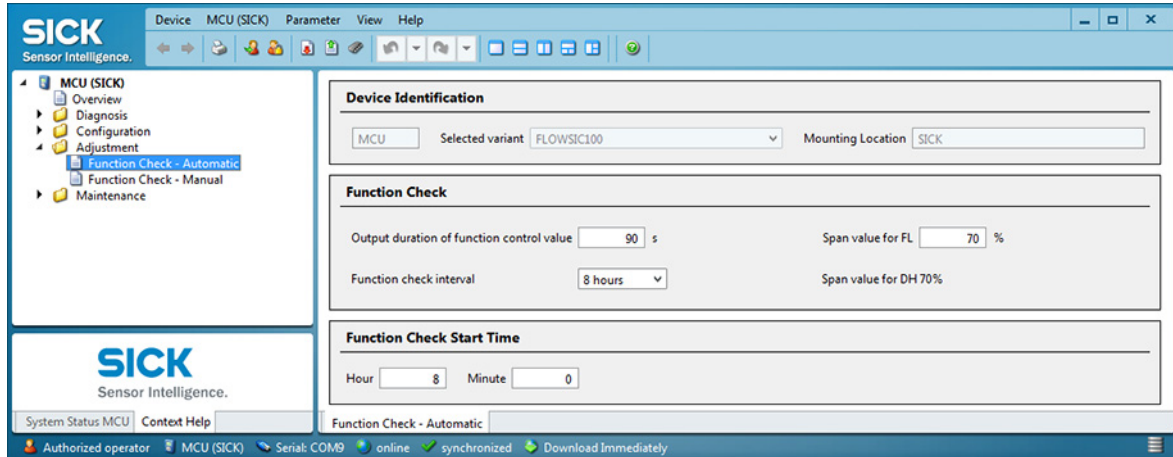 SICK
Sensor Intelligence.
Device MCU (SICK) Parameter View Help
MCU (SICK)
Overview
Diagnosis
Configuration
Adjustment
Function Check - Automatic
Function Check - Manual
Maintenance
SICK
Sensor Intelligence.
System Status MCU Context Help
Device Identification
MCU Selected variant FLOWSIC100 Mounting Location SICK
Function Check
Output duration of function control value 90 s Span value for FL 70 %
Function check interval 8 hours Span value for DH 70%
Function Check Start Time
Hour 8 Minute 0
Function Check - Automatic
Authorized operator MCU (SICK) Serial: COM9 online synchronized Download Immediately